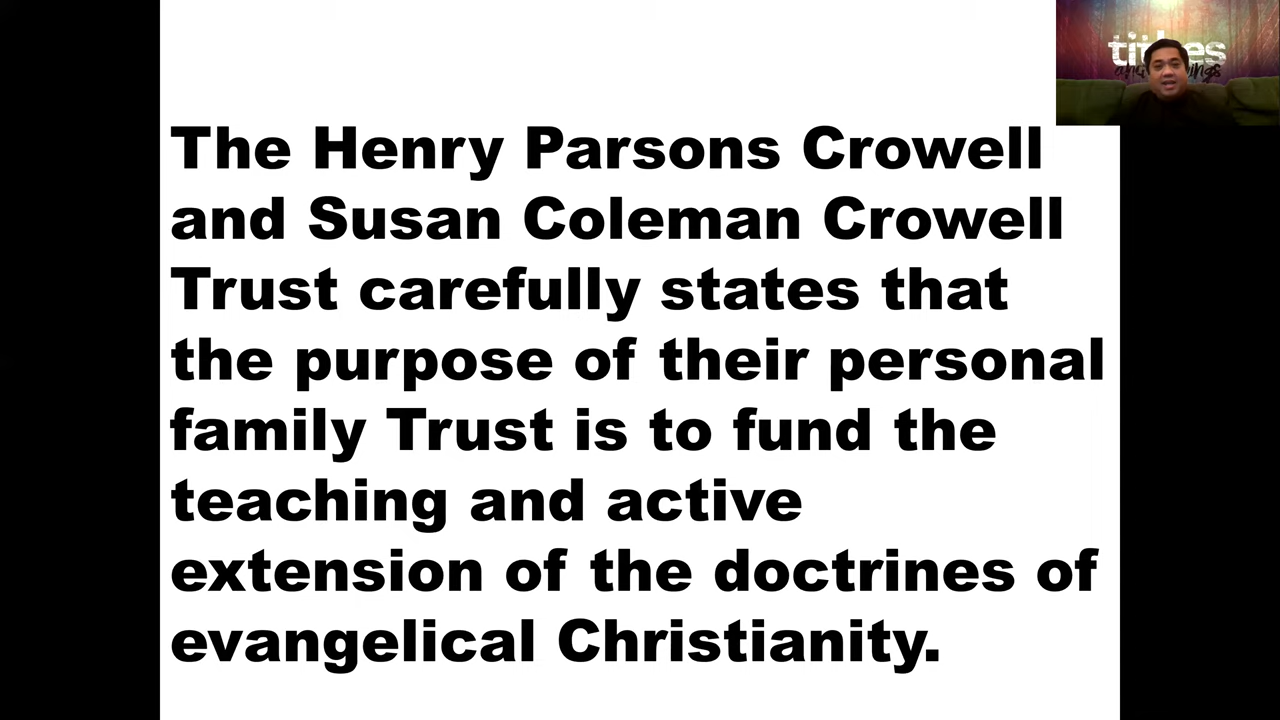 tithes
The Henry Parsons Crowell
and Susan Coleman Crowell
Trust carefully states that
the purpose of their personal
family Trust is to fund the
teaching and active
extension of the doctrines of
evangelical Christianity.